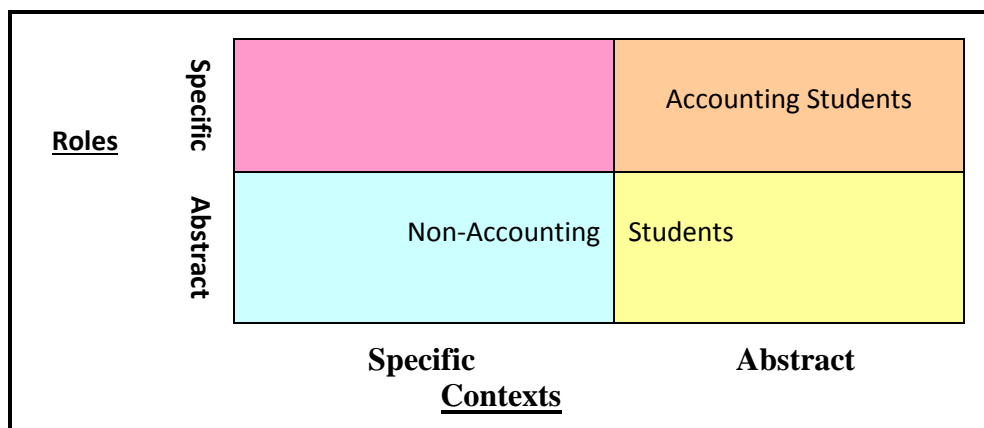 Specific
Accounting Students
Roles
Abstract
Non-Accounting Students
Specific Abstract
Contexts